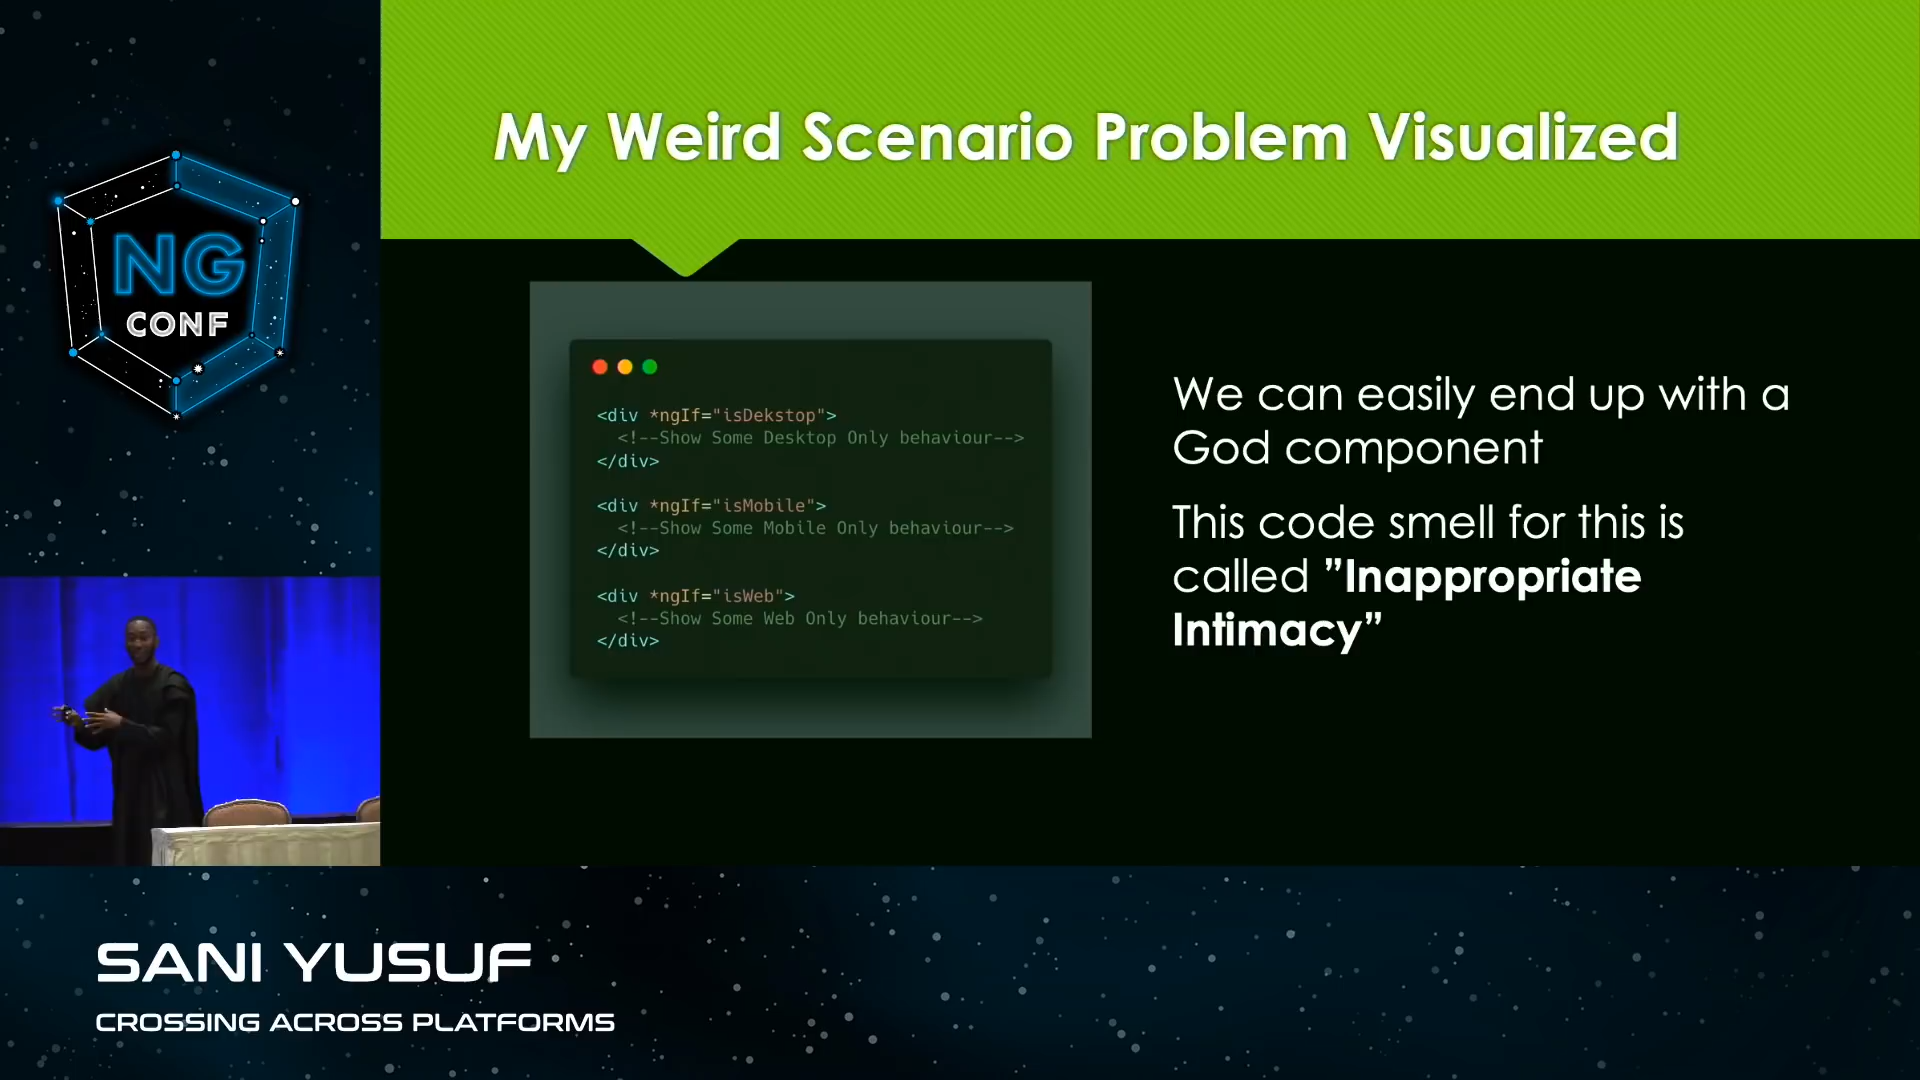 NG
CONF
My Weird Scenario Problem Visualized
<div *ngIf="isDekstop">
<!--Show Some Desktop Only behaviour-->
</div>
<div *ngIf="isMobile">
<!--Show Some Mobile Only behaviour-->
</div>
<div *ngIf="isWeb">
<!--Show Some Web Only behaviour-->
</div>
We can easily end up with a
God component
This code smell for this is
called ”Inappropriate
Intimacy”
SANI YUSUF
CROSSING ACROSS PLATFORMS